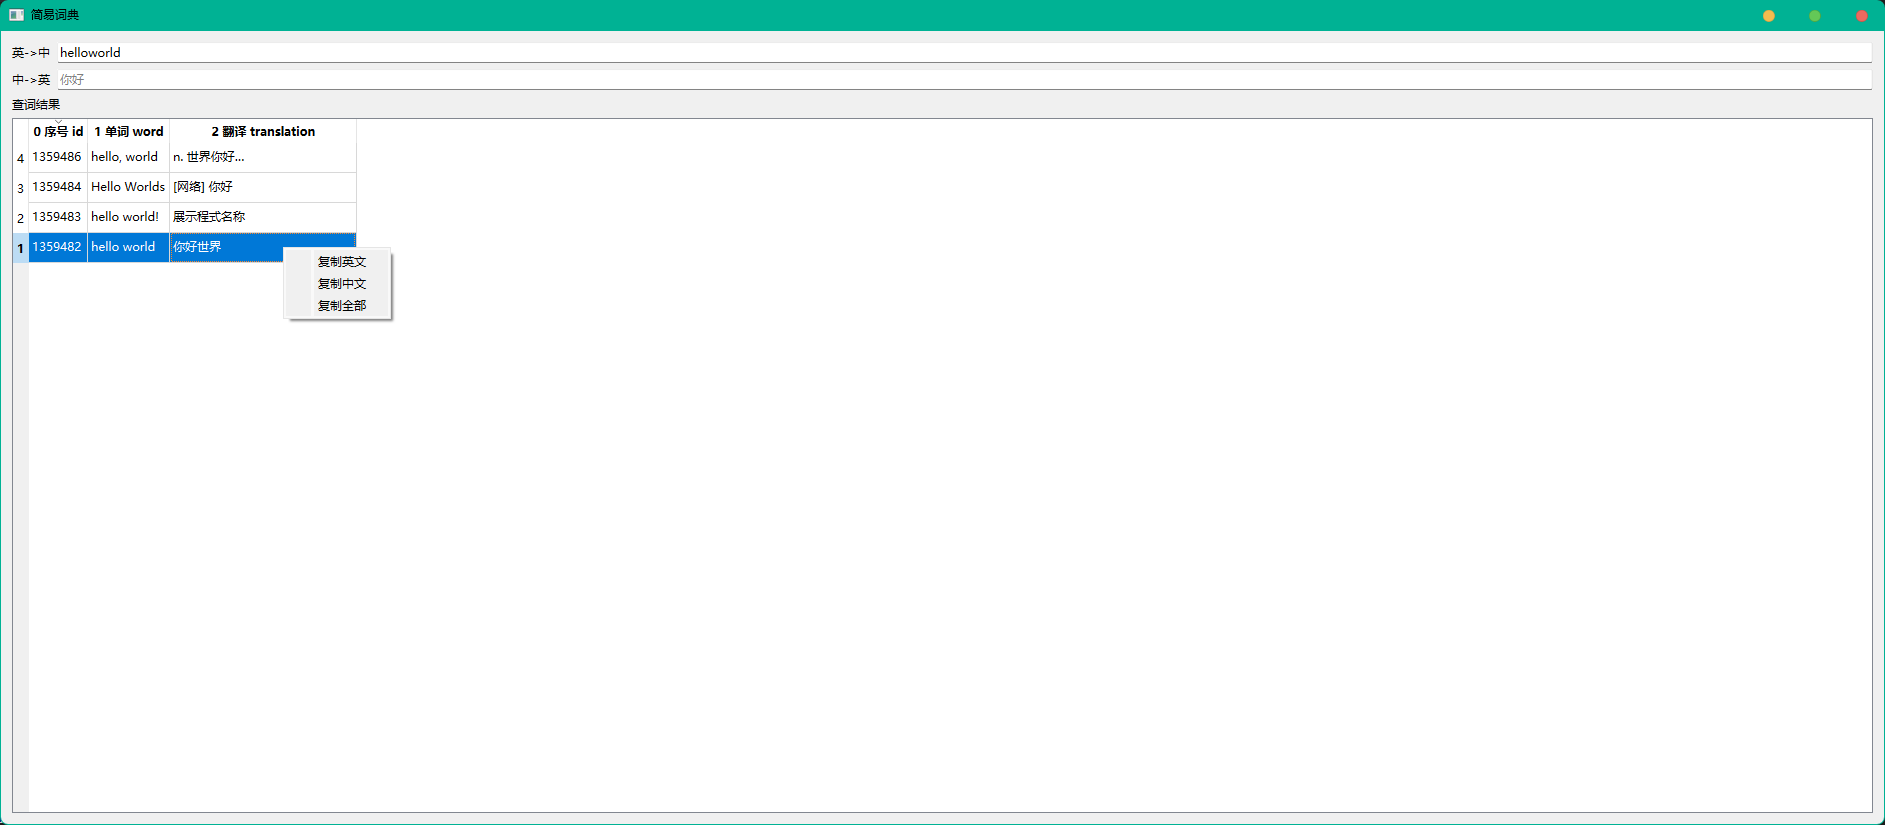 简易词典
英->中 helloworld
中->英 你好
查词结果
0 序号 id 1 单词 word 2 翻译 translation
4 1359486 hello, world n. 世界你好...
3 1359484 Hello Worlds [网络] 你好
2 1359483 hello world! 展示程式名称
1 1359482 hello world 你好世界
复制英文
复制中文
复制全部